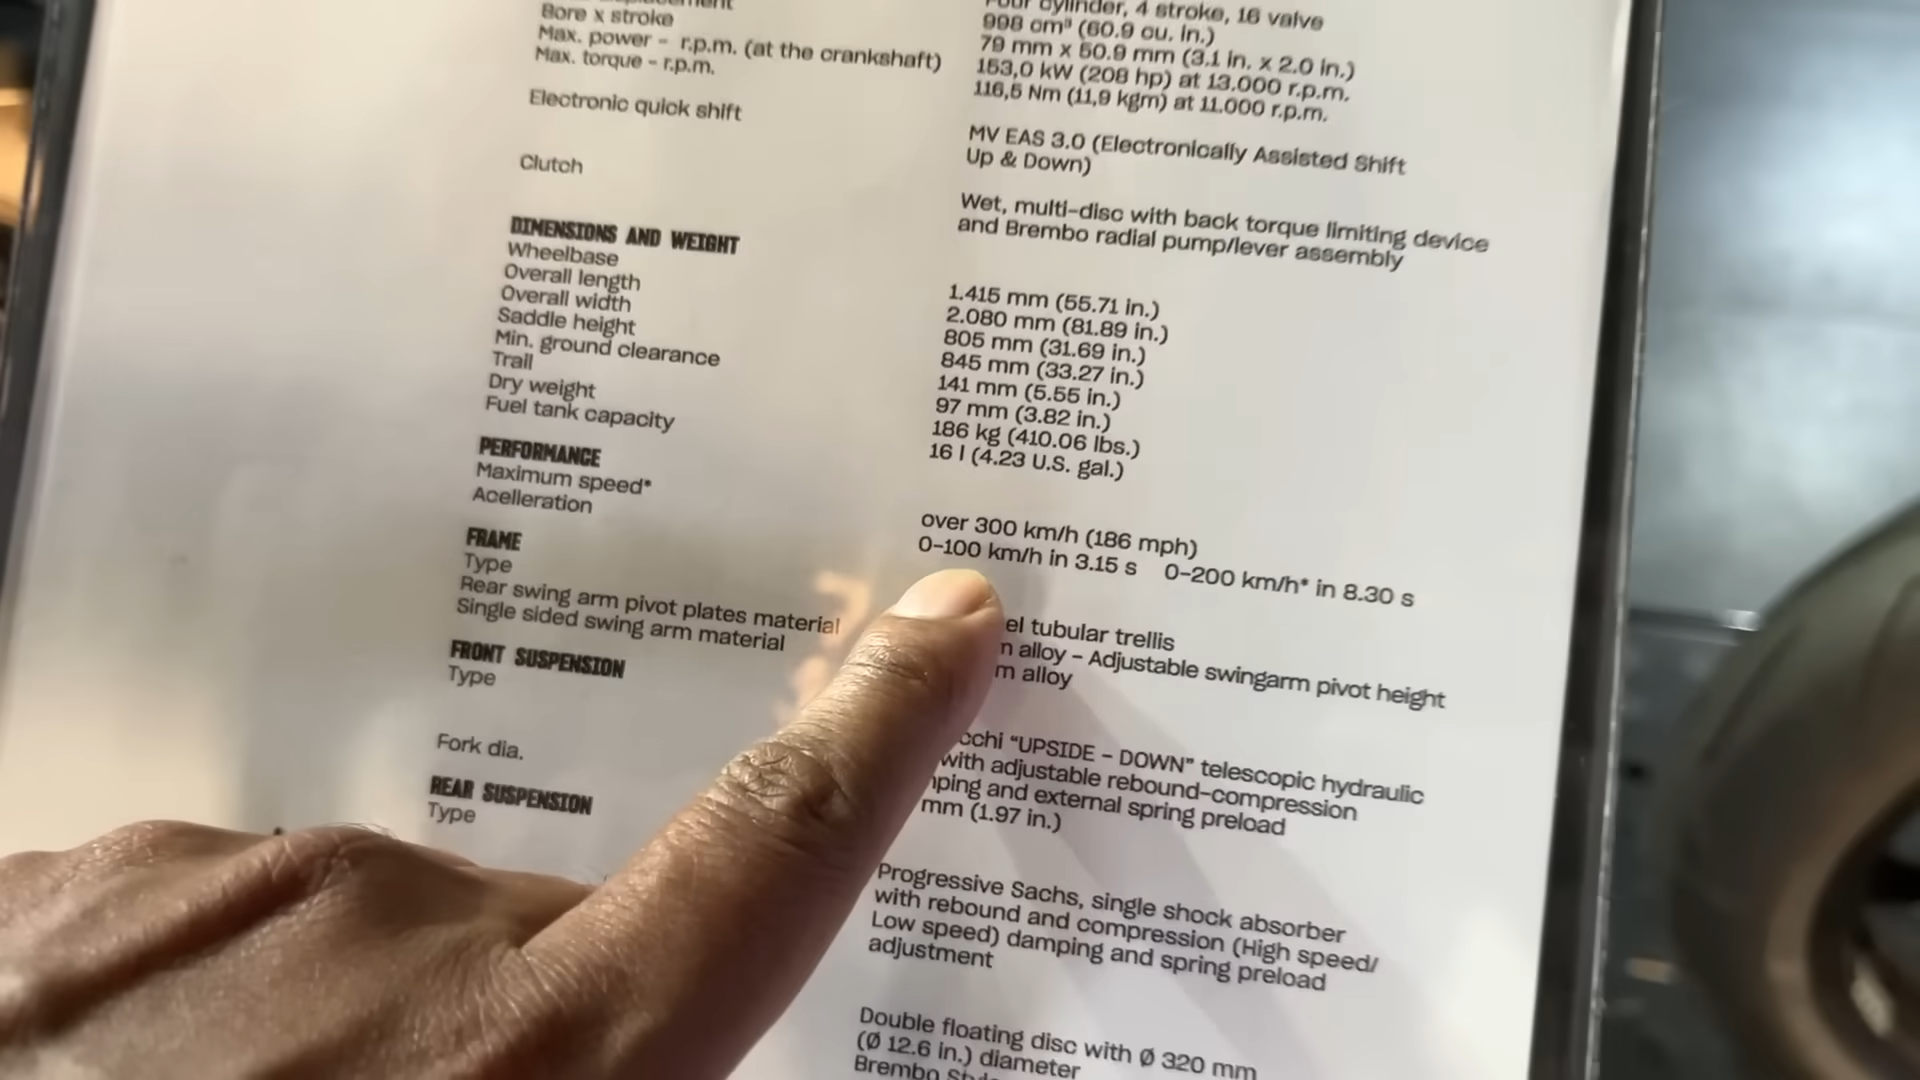 Bore x stroke
Max. power - r.p.m. (at the crankshaft)
Max. torque - r.p.m.
Electronic quick shift
Clutch
DIMENSIONS AND WEIGHT
Wheelbase
Overall length
Overall width
Saddle height
Min. ground clearance
Trail
Dry weight
Fuel tank capacity
PERFORMANCE
Maximum speed*
Acelleration
FRAME
Type
Rear swing arm pivot plates material
Single sided swing arm material
FRONT SUSPENSION
Type
Fork dia.
REAR SUSPENSION
Type
Four cylinder, 4 stroke, 16 valve
998 cm³ (60.9 cu. in.)
79 mm x 50.9 mm (3.1 in. x 2.0 in.)
153,0 kW (208 hp) at 13.000 r.p.m.
116,5 Nm (11,9 kgm) at 11.000 r.p.m.
MV EAS 3.0 (Electronically Assisted Shift
Up & Down)
Wet, multi-disc with back torque limiting device
and Brembo radial pump/lever assembly
1.415 mm (55.71 in.)
2.080 mm (81.89 in.)
805 mm (31.69 in.)
845 mm (33.27 in.)
141 mm (5.55 in.)
97 mm (3.82 in.)
186 kg (410.06 lbs.)
16 l (4.23 U.S. gal.)
over 300 km/h (186 mph)
0-100 km/h in 3.15 s 0-200 km/h* in 8.30 s
el tubular trellis
alloy - Adjustable swingarm pivot height
m alloy
cchi "UPSIDE - DOWN" telescopic hydraulic
with adjustable rebound-compression
ping and external spring preload
mm (1.97 in.)
Progressive Sachs, single shock absorber
with rebound and compression (High speed/
Low speed) damping and spring preload
adjustment
Double floating disc with Ø 320 mm
(Ø 12.6 in.) diameter
Brembo